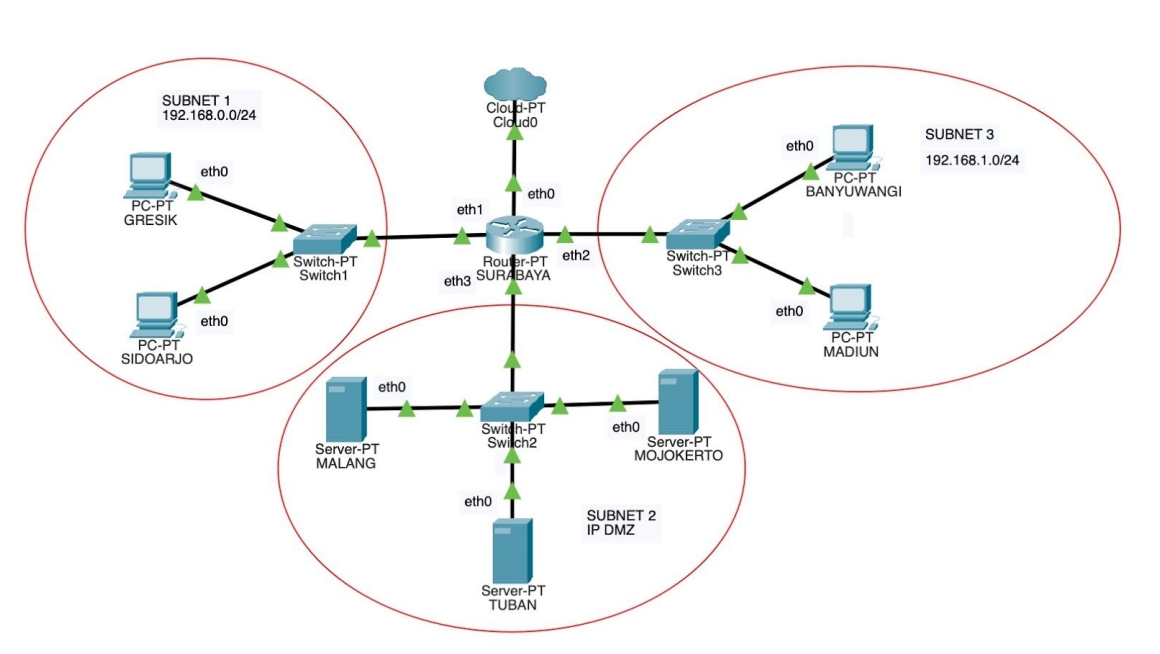 SUBNET 1
192.168.0.0/24
eth0
PC-PT
GRESIK
eth0
PC-PT
SIDOARJO
Switch-PT
Switch1
Cloud-PT
Cloud0
eth0
eth1
Router-PT
SURABAYA
eth2
eth3
SUBNET 3
192.168.1.0/24
eth0
PC-PT
BANYUWANGI
Switch-PT
Switch3
eth0
PC-PT
MADIUN
eth0
Server-PT
MALANG
Switch-PT
Switch2
eth0
Server-PT
MOJOKERTO
eth0
Server-PT
TUBAN
SUBNET 2
IP DMZ